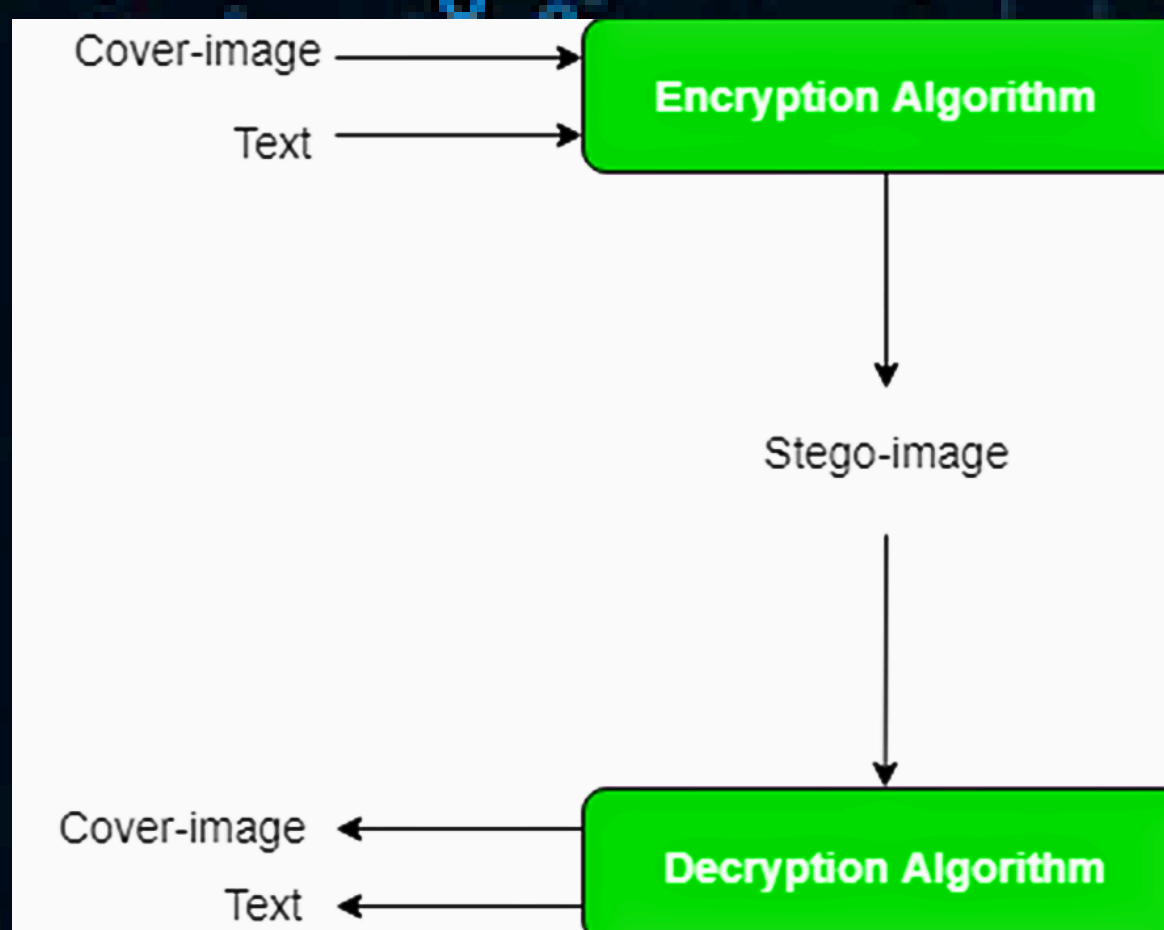 Cover-image
Encryption Algorithm
Text
Stego-image
Cover-image
Decryption Algorithm
Text